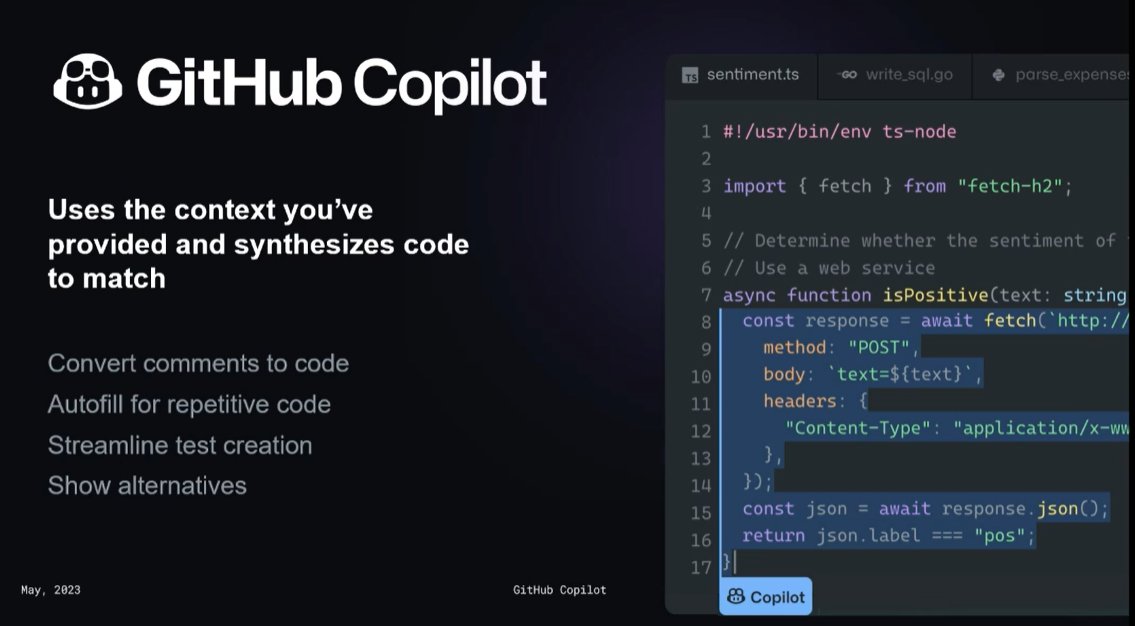 GitHub Copilot
Uses the context you’ve
provided and synthesizes code
to match
Convert comments to code
Autofill for repetitive code
Streamline test creation
Show alternatives
May, 2023
GitHub Copilot
TS sentiment.ts
GO write_sql.go
parse_expenses
1 #!/usr/bin/env ts-node
2
3 import { fetch } from "fetch-h2";
4
5 // Determine whether the sentiment of
6 // Use a web service
7 async function isPositive(text: string
8 const response = await fetch(`http://
9 method: "POST",
10 body: `text=${text}`,
11 headers: {
12 "Content-Type": "application/x-ww
13 },
14 });
15 const json = await response.json();
16 return json.label === "pos";
17 }
Copilot